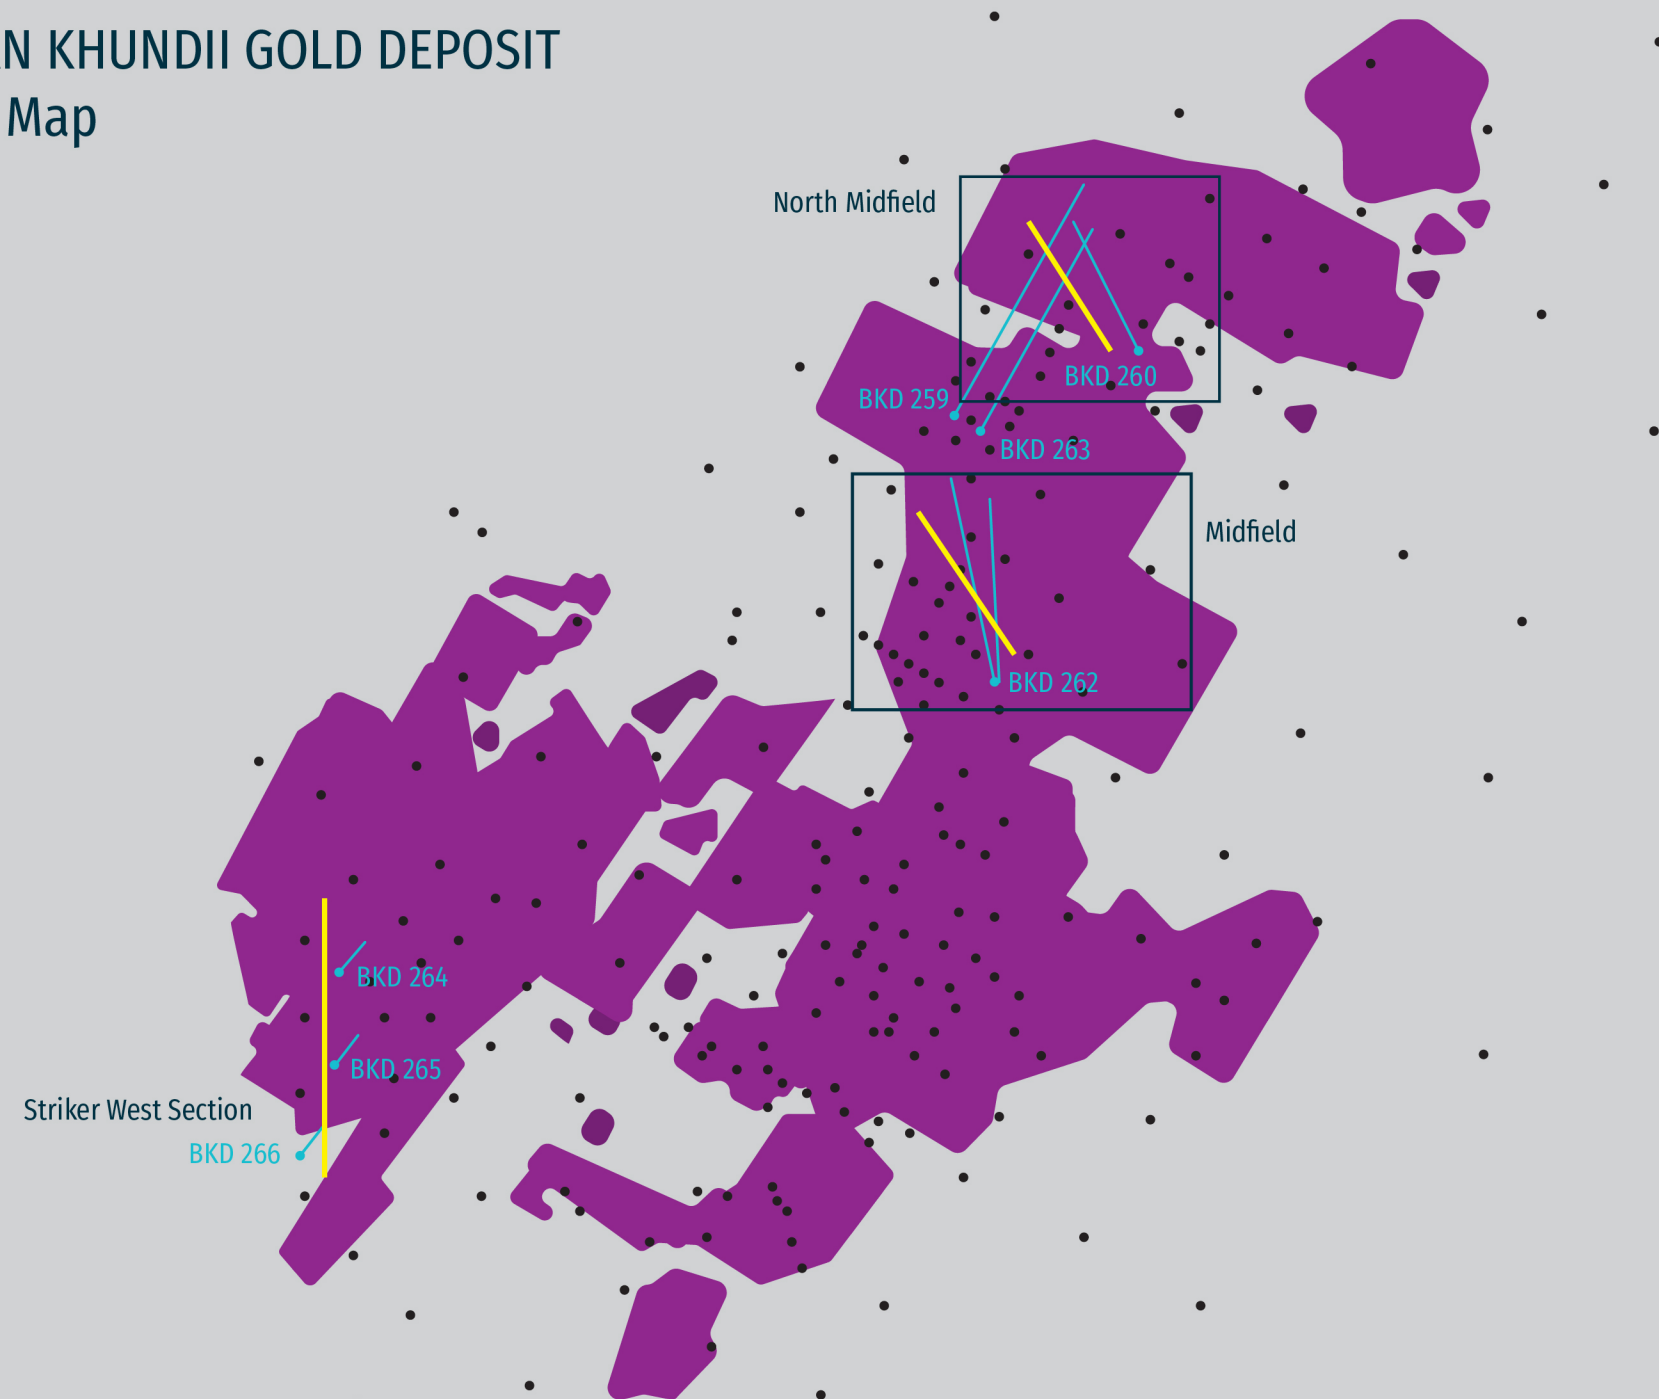 N KHUNDII GOLD DEPOSIT
Map
North Midfield
BKD 260
BKD 259
BKD 263
Midfield
BKD 262
BKD 264
BKD 265
Striker West Section
BKD 266